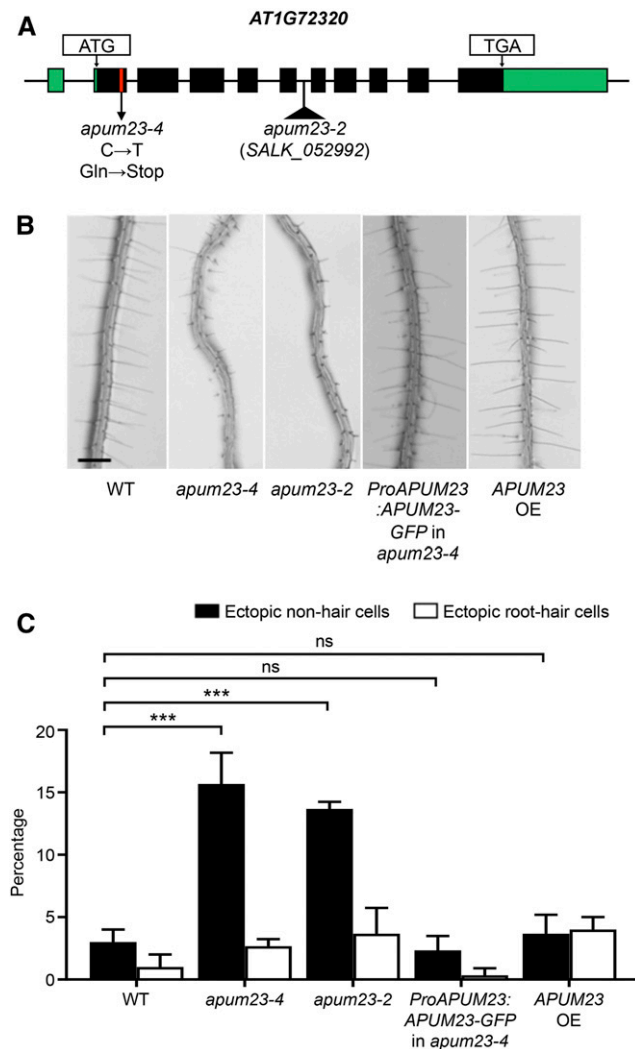 A
AT1G72320
ATG
TGA
apum23-4
C→T
Gln→Stop
apum23-2
(SALK_052992)
B
WT
apum23-4
apum23-2
ProAPUM23
:APUM23-
GFP in
apum23-4
APUM23
OE
C
Ectopic non-hair cells
Ectopic root-hair cells
ns
ns
***
***
20
15
10
5
0
Percentage
WT
apum23-4
apum23-2
ProAPUM23:
APUM23-GFP
in apum23-4
APUM23
OE